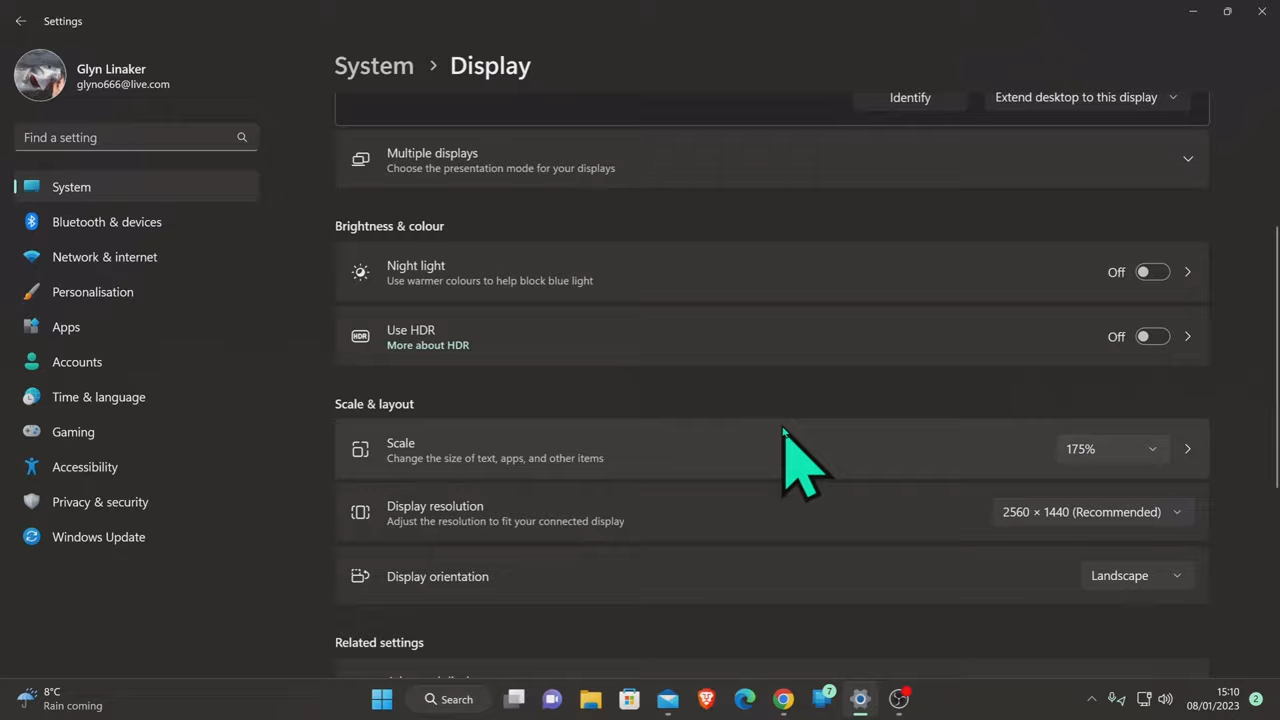 Settings
Glyn Linaker
glyno666@live.com
Find a setting
System
Bluetooth & devices
Network & internet
Personalisation
Apps
Accounts
Time & language
Gaming
Accessibility
Privacy & security
Windows Update
System > Display
Identify
Extend desktop to this display
Multiple displays
Choose the presentation mode for your displays
Brightness & colour
Night light
Use warmer colours to help block blue light
Off
Use HDR
More about HDR
Off
HDR
Scale & layout
Scale
Change the size of text, apps, and other items
175%
Display resolution
Adjust the resolution to fit your connected display
2560 × 1440 (Recommended)
Display orientation
Landscape
Related settings
8°C
Rain coming
Search
7
15:10
08/01/2023
2